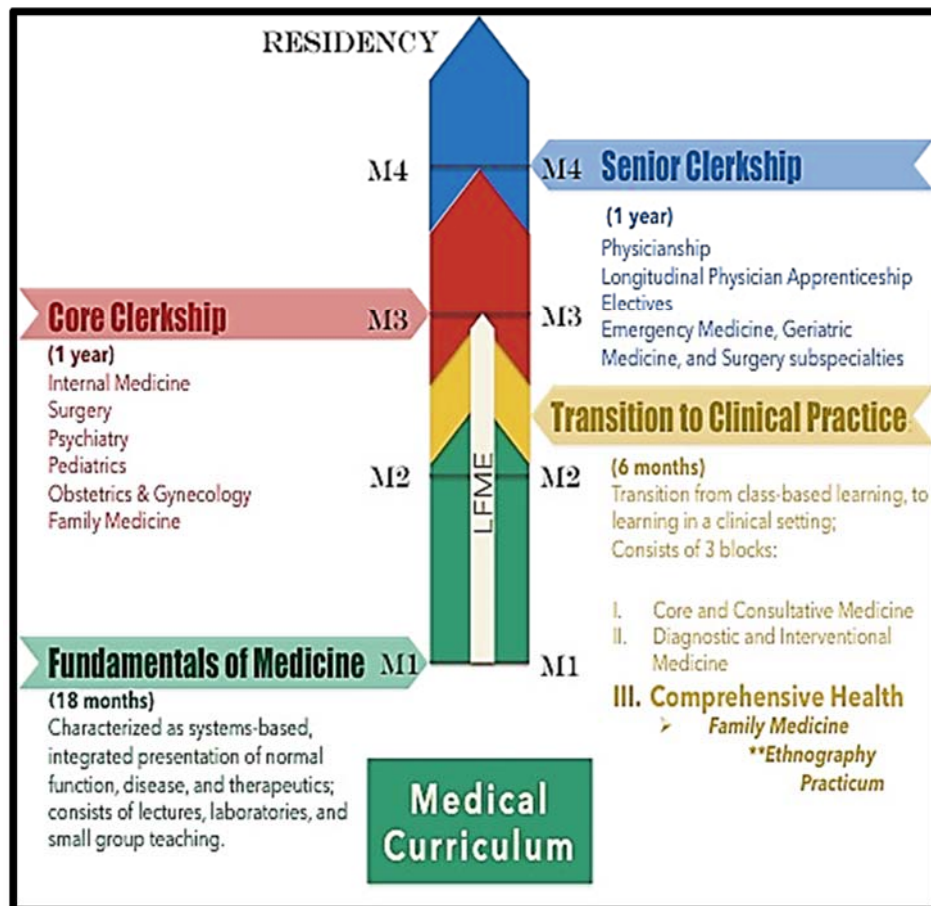 RESIDENCY
M4
M4
Senior Clerkship
(1 year)
Physicianship
Longitudinal Physician Apprenticeship
Electives
Emergency Medicine, Geriatric
Medicine, and Surgery subspecialties
Core Clerkship
M3
M3
(1 year)
Internal Medicine
Surgery
Psychiatry
Pediatrics
Obstetrics & Gynecology
Family Medicine
Transition to Clinical Practice
M2
M2
(6 months)
Transition from class-based learning, to
learning in a clinical setting;
Consists of 3 blocks:
I. Core and Consultative Medicine
II. Diagnostic and Interventional
Medicine
III. Comprehensive Health
➢ Family Medicine
**Ethnography
Practicum
LFME
Fundamentals of Medicine
M1
M1
(18 months)
Characterized as systems-based,
integrated presentation of normal
function, disease, and therapeutics;
consists of lectures, laboratories, and
small group teaching.
Medical
Curriculum